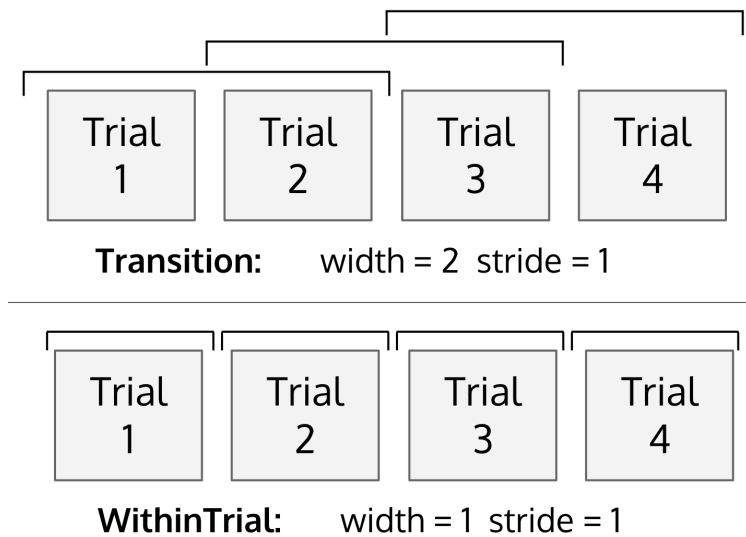 Trial 1
Trial 2
Trial 3
Trial 4
Transition: width = 2 stride = 1
Trial 1
Trial 2
Trial 3
Trial 4
WithinTrial: width = 1 stride = 1